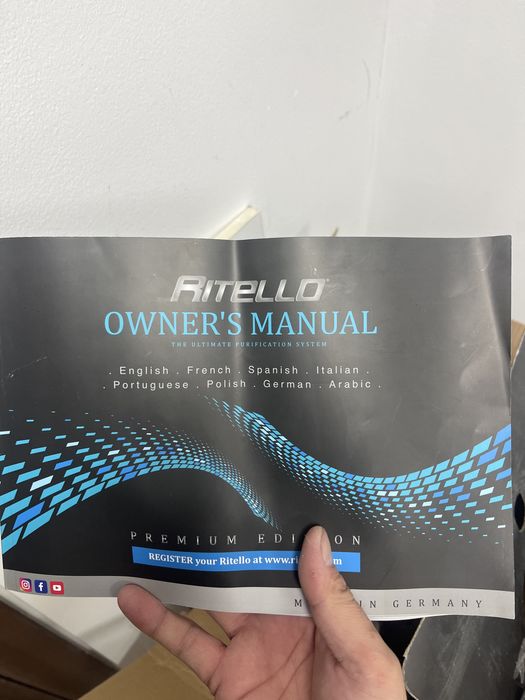 RITELLO
OWNER'S MANUAL
THE ULTIMATE PURIFICATION SYSTEM
. English . French . Spanish . Italian .
. Portuguese . Polish . German . Arabic .
PREMIUM EDITION
REGISTER your Ritello at
IN GERMANY